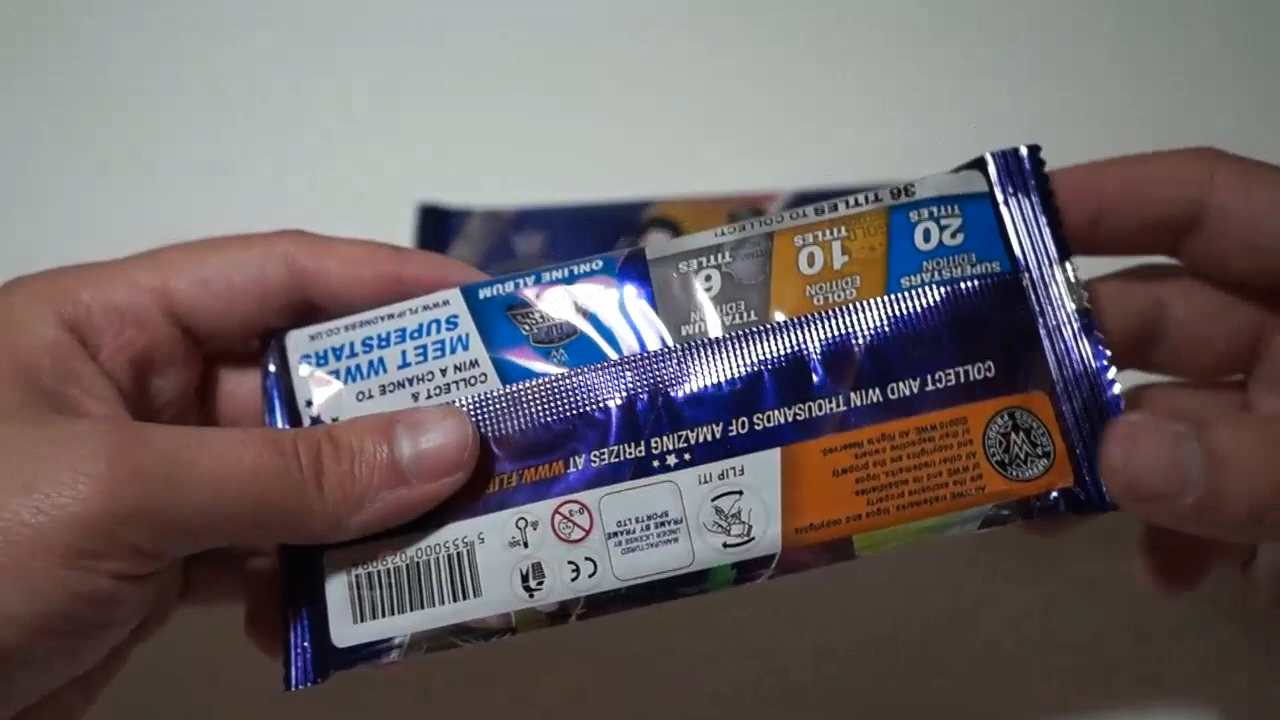 36 TITLES TO COLLECT!
20
TITLES
SUPERSTARS
EDITION
10
TITLES
GOLD
EDITION
6
TITLES
TITAN
EDITION
ONLINE ALBUM
COLLECT &
WIN A CHANCE TO
MEET WWE
SUPERSTARS
WWW.FLIPMADNESS.CO.UK
COLLECT AND WIN THOUSANDS OF AMAZING PRIZES AT WWW.FLIP
All WWE trademarks, logos and copyrights
are the exclusive property
of WWE and its subsidiaries.
All other trademarks, logos
and copyrights are the property
of their respective owners.
©2015 WWE. All Rights Reserved.
FLIP IT!
MANUFACTURED
UNDER LICENSE BY
FRAME BY FRAME
SPORTS LTD
0-3
CE
5 555000 029094